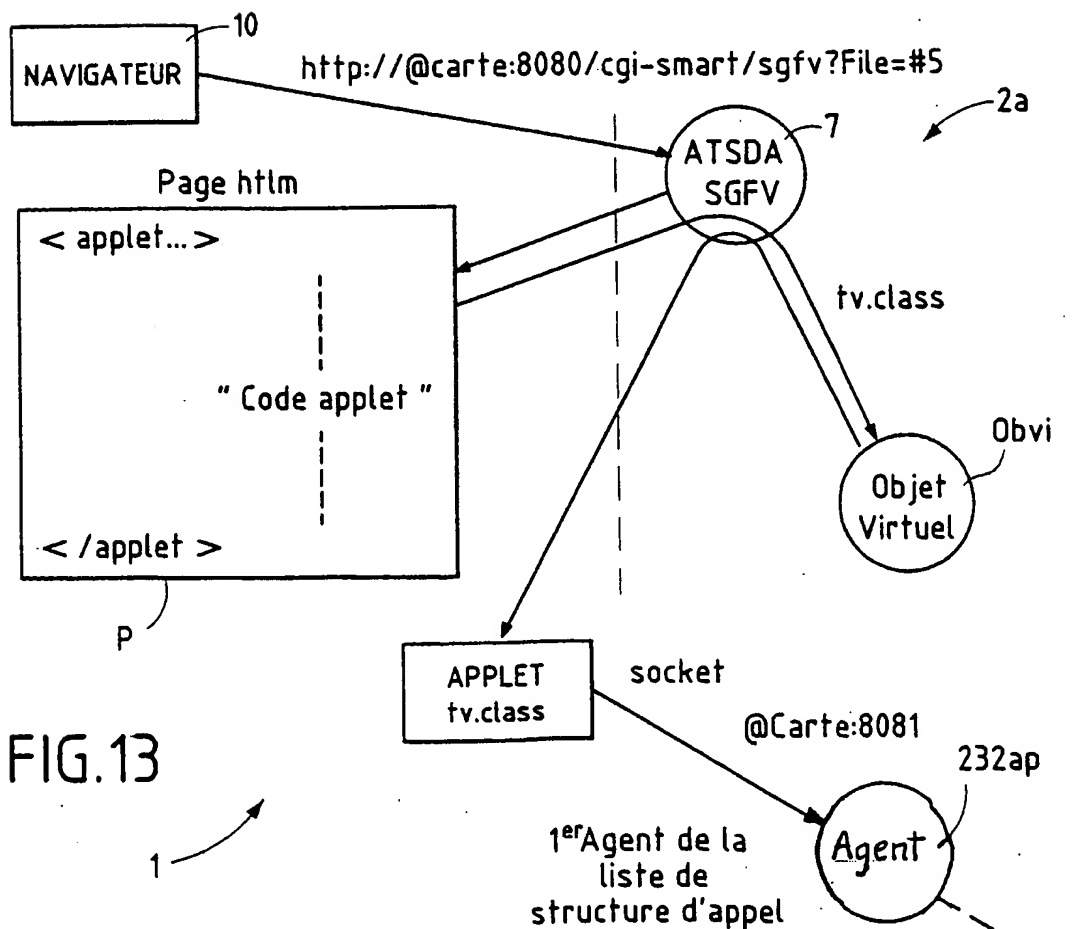 10
NAVIGATEUR
http://@carte:8080/cgi-smart/sgfv?File=#5
2a
7
ATSDA
SGFV
Page htlm
< applet...>
tv.class
" Code applet "
Obvi
Objet
Virtuel
< /applet >
P
APPLET
tv.class
socket
@Carte:8081
FIG.13
232ap
1
1er Agent de la
liste de
structure d'appel
Agent